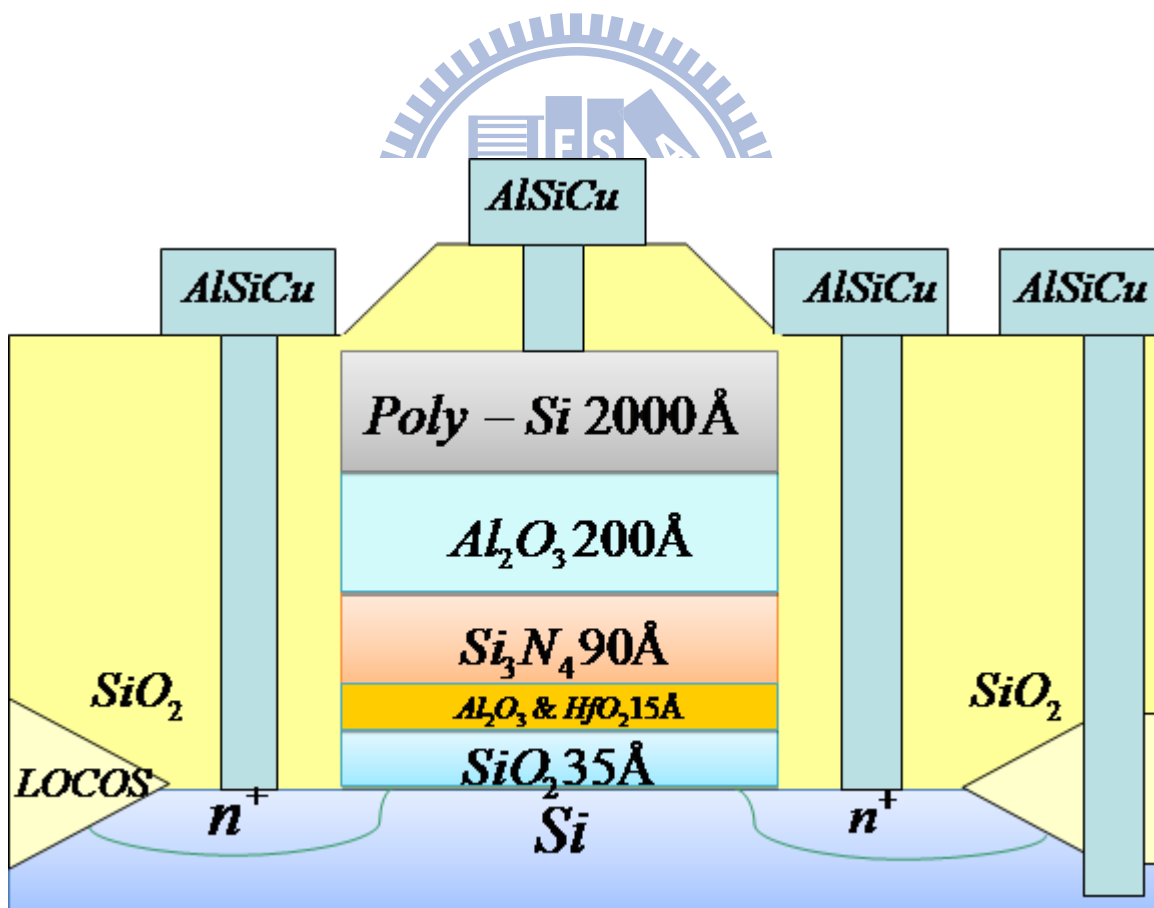 ES
AlSiCu
AlSiCu
AlSiCu
AlSiCu
Poly – Si 2000Å
Al₂O₃ 200Å
Si₃N₄ 90Å
Al₂O₃ & HfO₂ 15Å
SiO₂ 35Å
SiO₂
SiO₂
LOCOS
n⁺
Si
n⁺